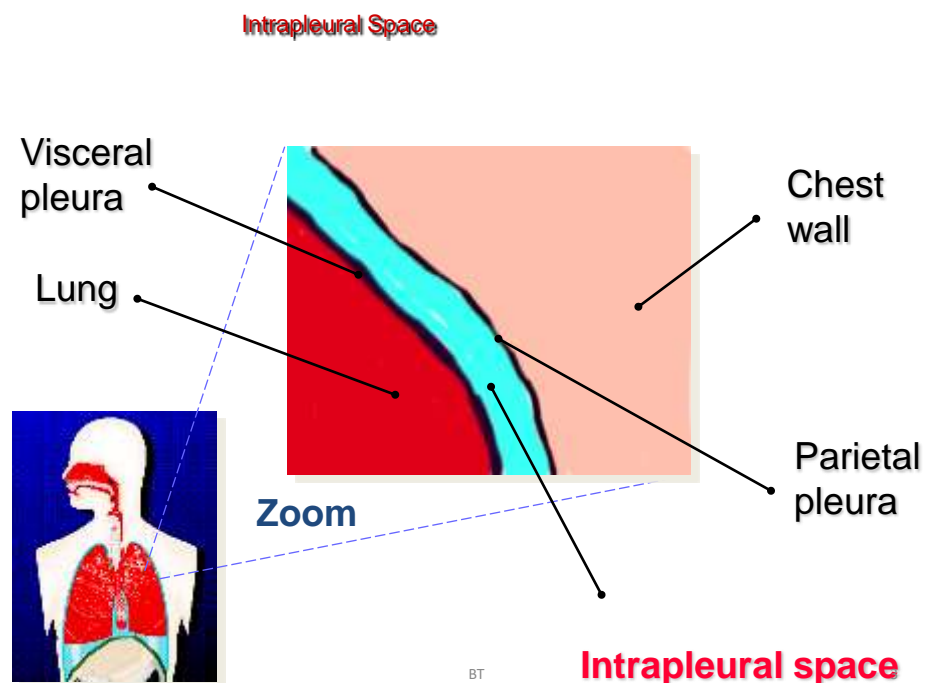 Intrapleural Space
Visceral
pleura
Chest
wall
Lung
Parietal
pleura
Zoom
Intrapleural space
BT